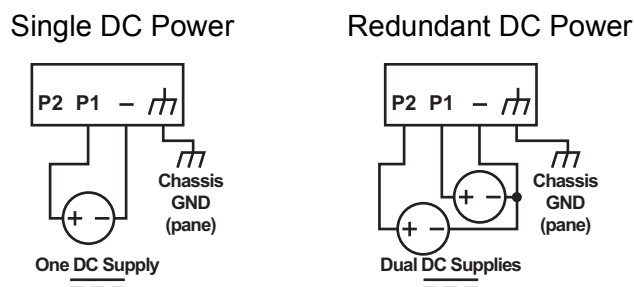 Single DC Power
P2 P1 –
Chassis
GND
(pane)
+ –
One DC Supply
Redundant DC Power
P2 P1 –
Chassis
GND
(pane)
+ –
+ –
Dual DC Supplies